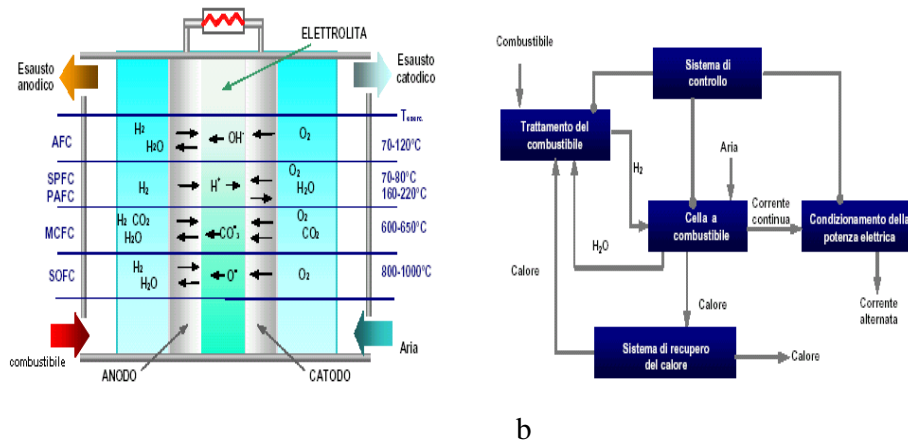 ELETTROLITA
Esausto
anodico
Esausto
catodico
T eserc.
AFC
H2
H2O
OH-
O2
70-120°C
SPFC
PAFC
H2
H+
O2
H2O
70-80°C
160-220°C
MCFC
H2 CO2
H2O
CO=3
O2
CO2
600-650°C
SOFC
H2
H2O
O=
O2
800-1000°C
combustibile
Aria
ANODO
CATODO
Combustibile
Sistema di
controllo
Trattamento del
combustibile
H2
Aria
Cella a
combustibile
Corrente
continua
Condizionamento della
potenza elettrica
H2O
Calore
Calore
Corrente
alternata
Sistema di recupero
del calore
Calore
b